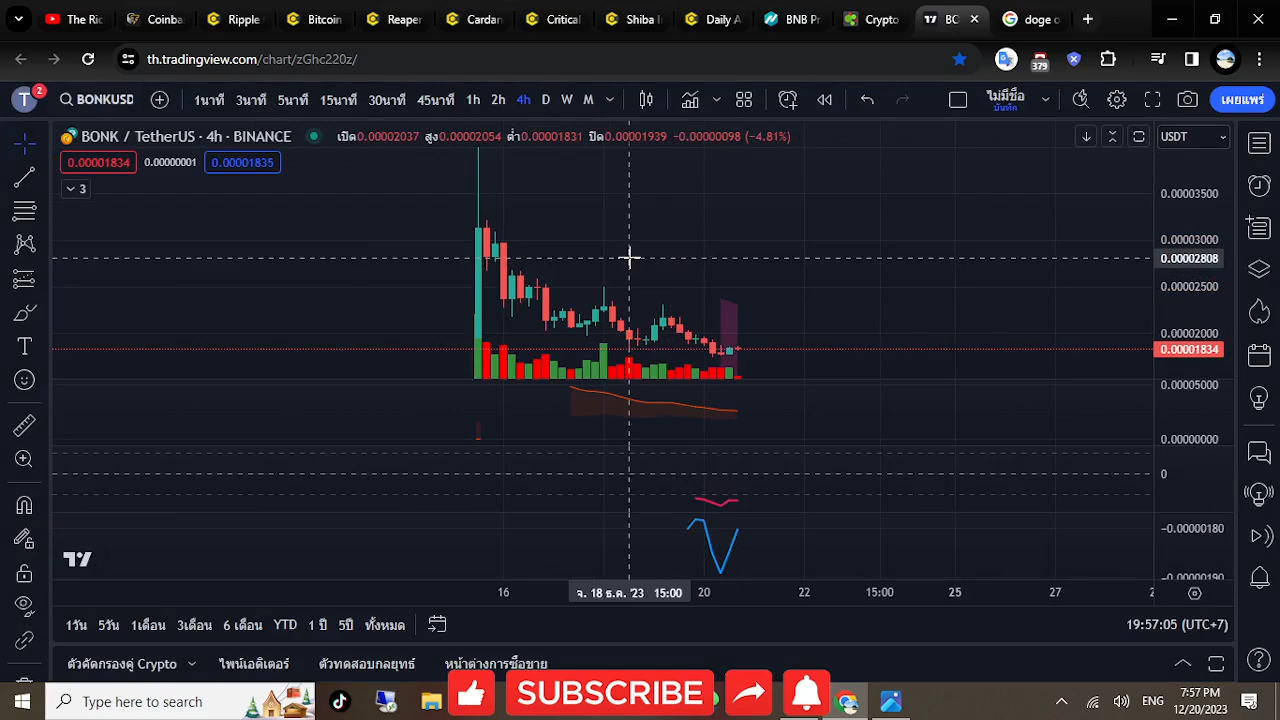 The Ric
Coinba
Ripple
Bitcoin
Reaper
Cardan
Critical
Shiba I
Daily A
BNB Pr
Crypto
BO
doge c
th.tradingview.com/chart/zGhc220z/
379
T
2
BONKUSD
1นาที 3นาที 5นาที 15นาที 30นาที 45นาที 1h 2h 4h D W M
ไม่มีชื่อ
บันทึก
เผยแพร่
BONK / TetherUS · 4h · BINANCE
เปิด0.00002037 สูง0.00002054 ต่ำ0.00001831 ปิด0.00001939 −0.00000098 (−4.81%)
USDT
0.00001834 0.00000001 0.00001835
3
0.00003500
0.00003000
0.00002808
0.00002500
0.00002000
0.00001834
0.00005000
0.00000000
0
−0.00000180
−0.00000190
16 จ. 18 ธ.ค. '23 15:00 20 22 15:00 25 27 2
1วัน 5วัน 1เดือน 3เดือน 6 เดือน YTD 1 ปี 5ปี ทั้งหมด
19:57:05 (UTC+7)
ตัวคัดกรองคู่ Crypto ไพน์เอดิเตอร์ ตัวทดสอบกลยุทธ์ หน้าต่างการซื้อขาย
SUBSCRIBE
Type here to search
ENG
7:57 PM
12/20/2023